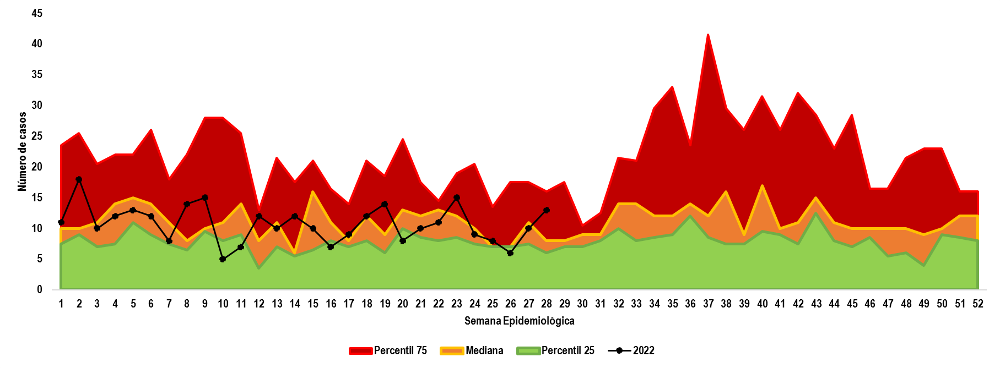 45
40
35
30
25
20
15
10
5
0
Número de casos
1 2 3 4 5 6 7 8 9 10 11 12 13 14 15 16 17 18 19 20 21 22 23 24 25 26 27 28 29 30 31 32 33 34 35 36 37 38 39 40 41 42 43 44 45 46 47 48 49 50 51 52
Semana Epidemiológica
Percentil 75 Mediana Percentil 25 2022